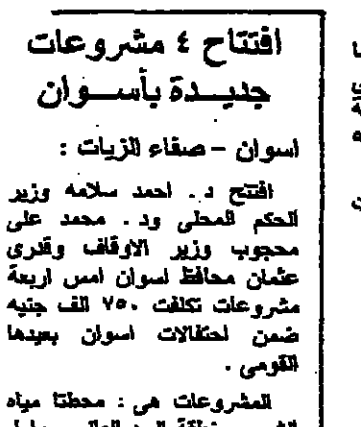 افتتاح ٤ مشروعات
جديدة بأسوان
اسوان - صفاء الزيات :
افتتح د. احمد سلامه وزير
الحكم المحلى ود. محمد على
محجوب وزير الاوقاف وقدرى
عثمان محافظ اسوان امس اربعة
مشروعات تكلفت ٧٥٠ الف جنيه
ضمن احتفالات اسوان بعيدها
القومى .
المشروعات هى : محطتا مياه